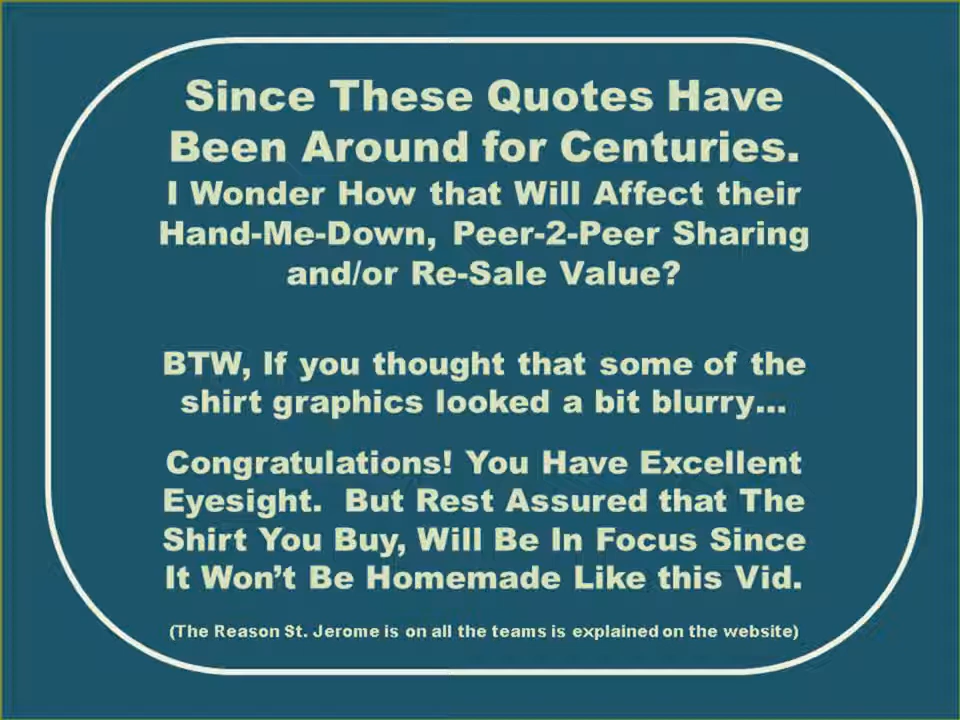 Since These Quotes Have
Been Around for Centuries.
I Wonder How that Will Affect their
Hand-Me-Down, Peer-2-Peer Sharing
and/or Re-Sale Value?
BTW, If you thought that some of the
shirt graphics looked a bit blurry...
Congratulations! You Have Excellent
Eyesight. But Rest Assured that The
Shirt You Buy, Will Be In Focus Since
It Won't Be Homemade Like this Vid.
(The Reason St. Jerome is on all the teams is explained on the website)